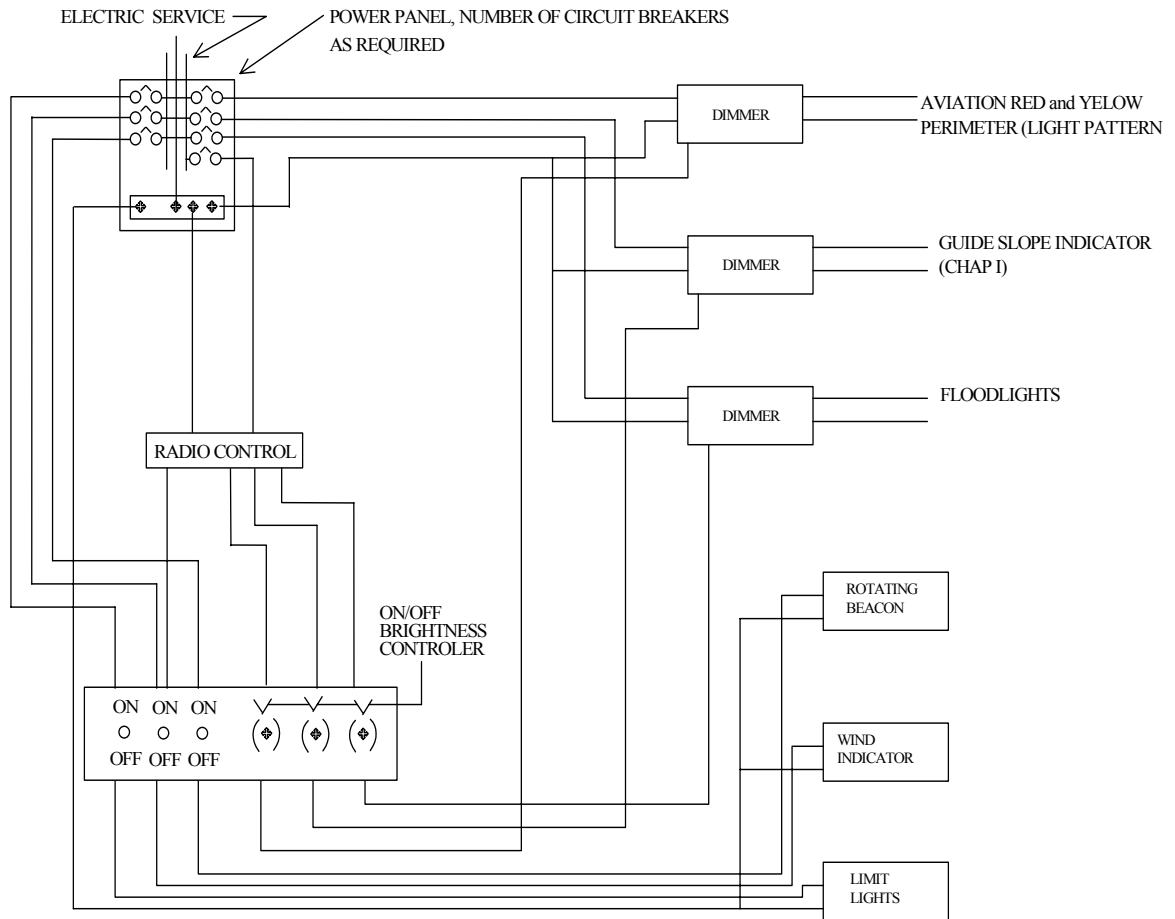 ELECTRIC SERVICE
POWER PANEL, NUMBER OF CIRCUIT BREAKERS
AS REQUIRED
DIMMER
AVIATION RED and YELOW
PERIMETER (LIGHT PATTERN
DIMMER
GUIDE SLOPE INDICATOR
(CHAP I)
DIMMER
FLOODLIGHTS
RADIO CONTROL
ROTATING
BEACON
ON/OFF
BRIGHTNESS
CONTROLER
ON ON ON
OFF OFF OFF
WIND
INDICATOR
LIMIT
LIGHTS